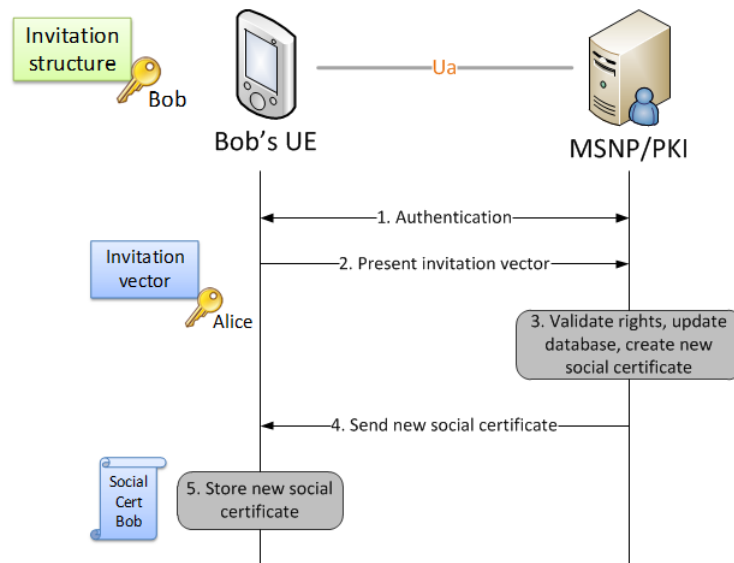 Invitation
structure
Bob
Ua
Bob's UE
MSNP/PKI
1. Authentication
Invitation
vector
2. Present invitation vector
Alice
3. Validate rights, update
database, create new
social certificate
4. Send new social certificate
Social
Cert
Bob
5. Store new social
certificate